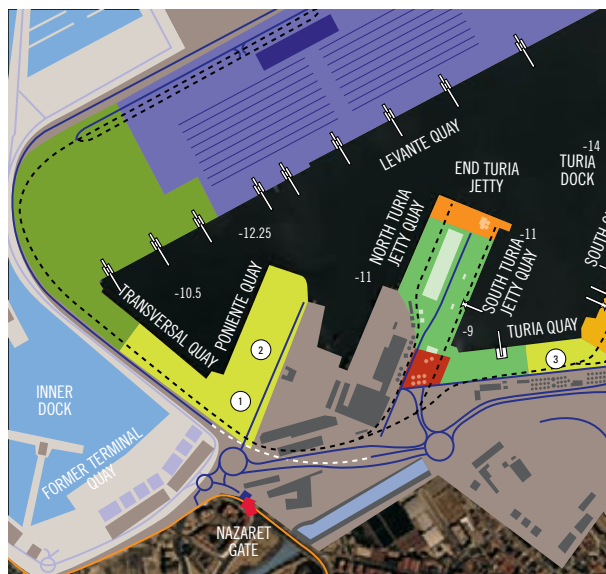 LEVANTE QUAY
-14
TURIA
DOCK
END TURIA
JETTY
NORTH TURIA
JETTY QUAY
-12.25
-11
-11
SOUTH TURIA
JETTY QUAY
PONIENTE QUAY
-10.5
TRANSVERSAL QUAY
-9
TURIA QUAY
2
3
1
INNER
DOCK
FORMER TERMINAL
QUAY
NAZARET
GATE